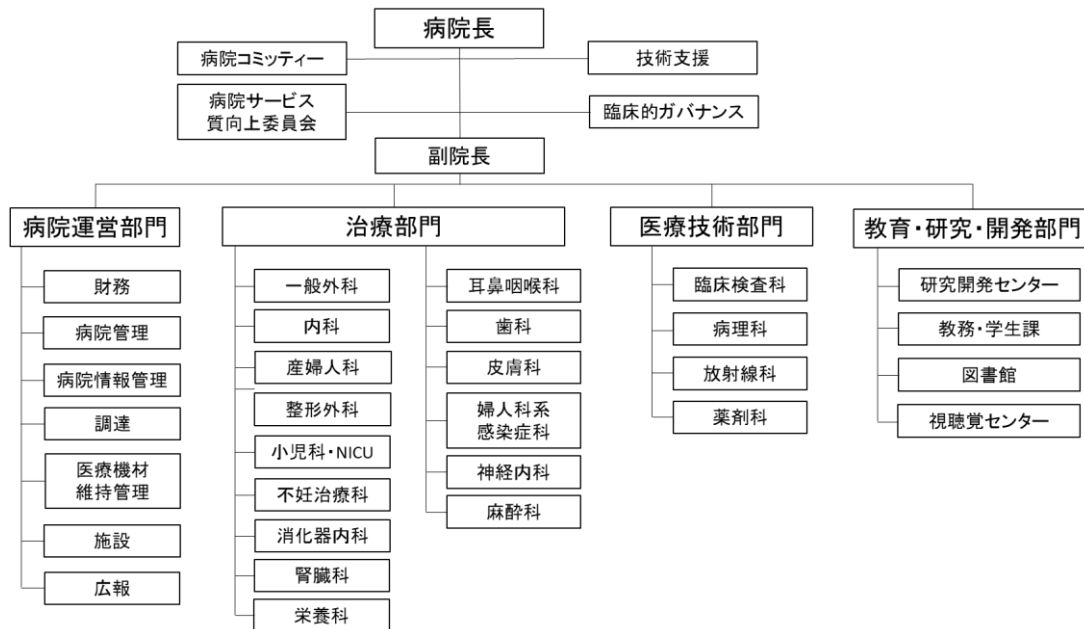 病院長
病院コミッティー
技術支援
病院サービス
質向上委員会
臨床的ガバナンス
副院長
病院運営部門
財務
病院管理
病院情報管理
調達
医療機材
維持管理
施設
広報
治療部門
一般外科
内科
産婦人科
整形外科
小児科・NICU
不妊治療科
消化器内科
腎臓科
栄養科
耳鼻咽喉科
歯科
皮膚科
婦人科系
感染症科
神経内科
麻酔科
医療技術部門
臨床検査科
病理科
放射線科
薬剤科
教育・研究・開発部門
研究開発センター
教務・学生課
図書館
視聴覚センター